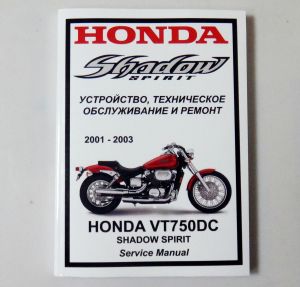 HONDA
Shadow
SPIRIT
УСТРОЙСТВО, ТЕХНИЧЕСКОЕ
ОБСЛУЖИВАНИЕ И РЕМОНТ
2001 - 2003
HONDA VT750DC
SHADOW SPIRIT
Service Manual